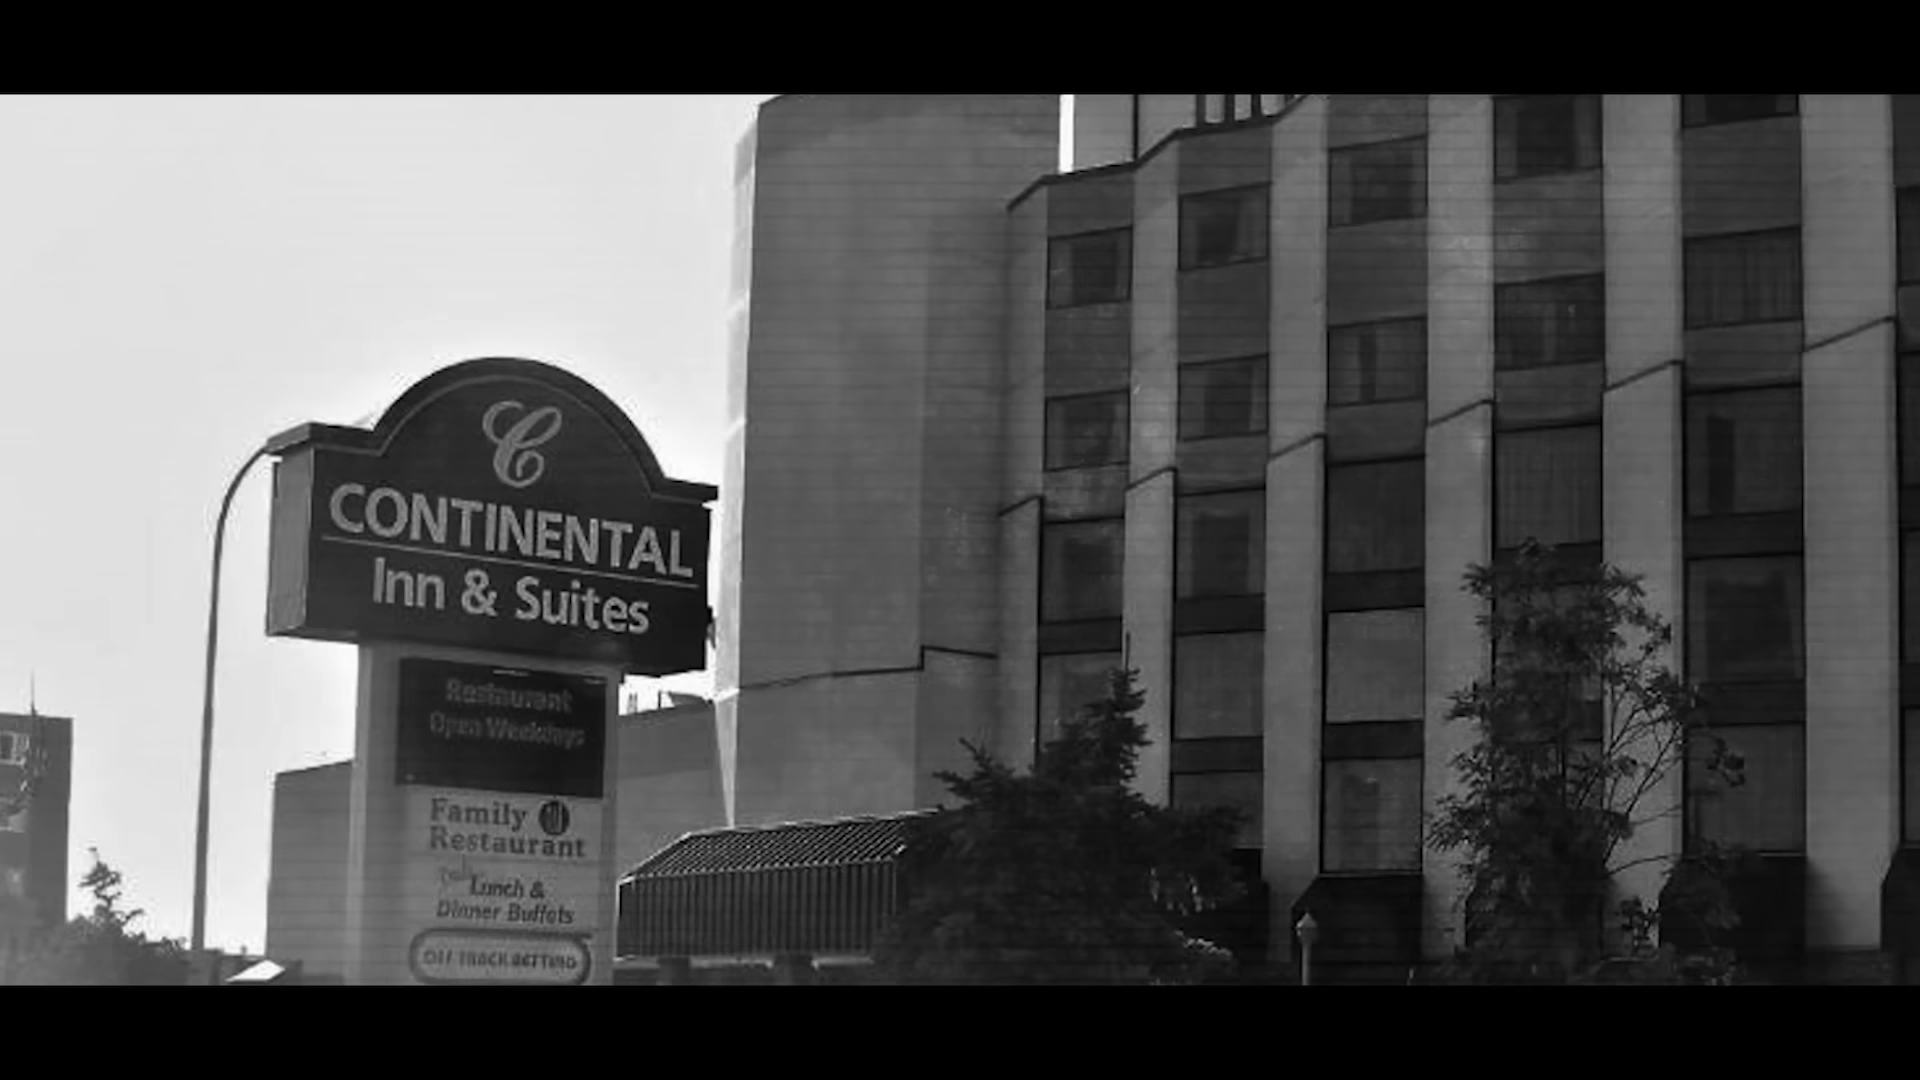 C
CONTINENTAL
Inn & Suites
Restaurant
Open Weekdays
Family
Restaurant
Lunch &
Dinner Buffets
OFF TRACK BETTING